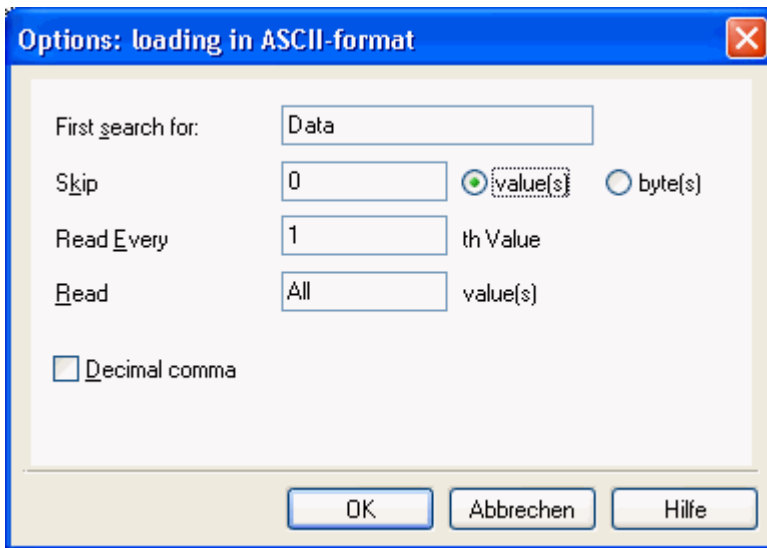 Options: loading in ASCII-format
First search for: Data
Skip 0 value(s) byte(s)
Read Every 1 th Value
Read All value(s)
Decimal comma
OK Abbrechen Hilfe